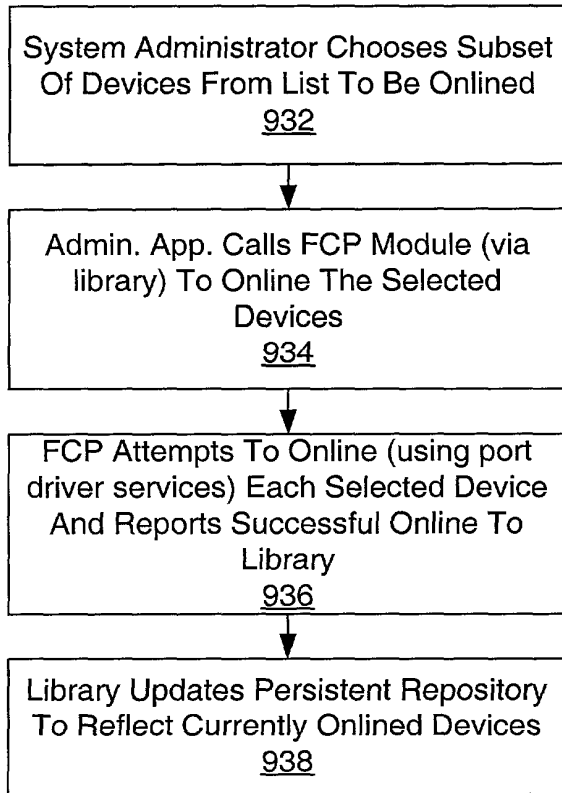 System Administrator Chooses Subset
Of Devices From List To Be Onlined
932
Admin. App. Calls FCP Module (via
library) To Online The Selected
Devices
934
FCP Attempts To Online (using port
driver services) Each Selected Device
And Reports Successful Online To
Library
936
Library Updates Persistent Repository
To Reflect Currently Onlined Devices
938